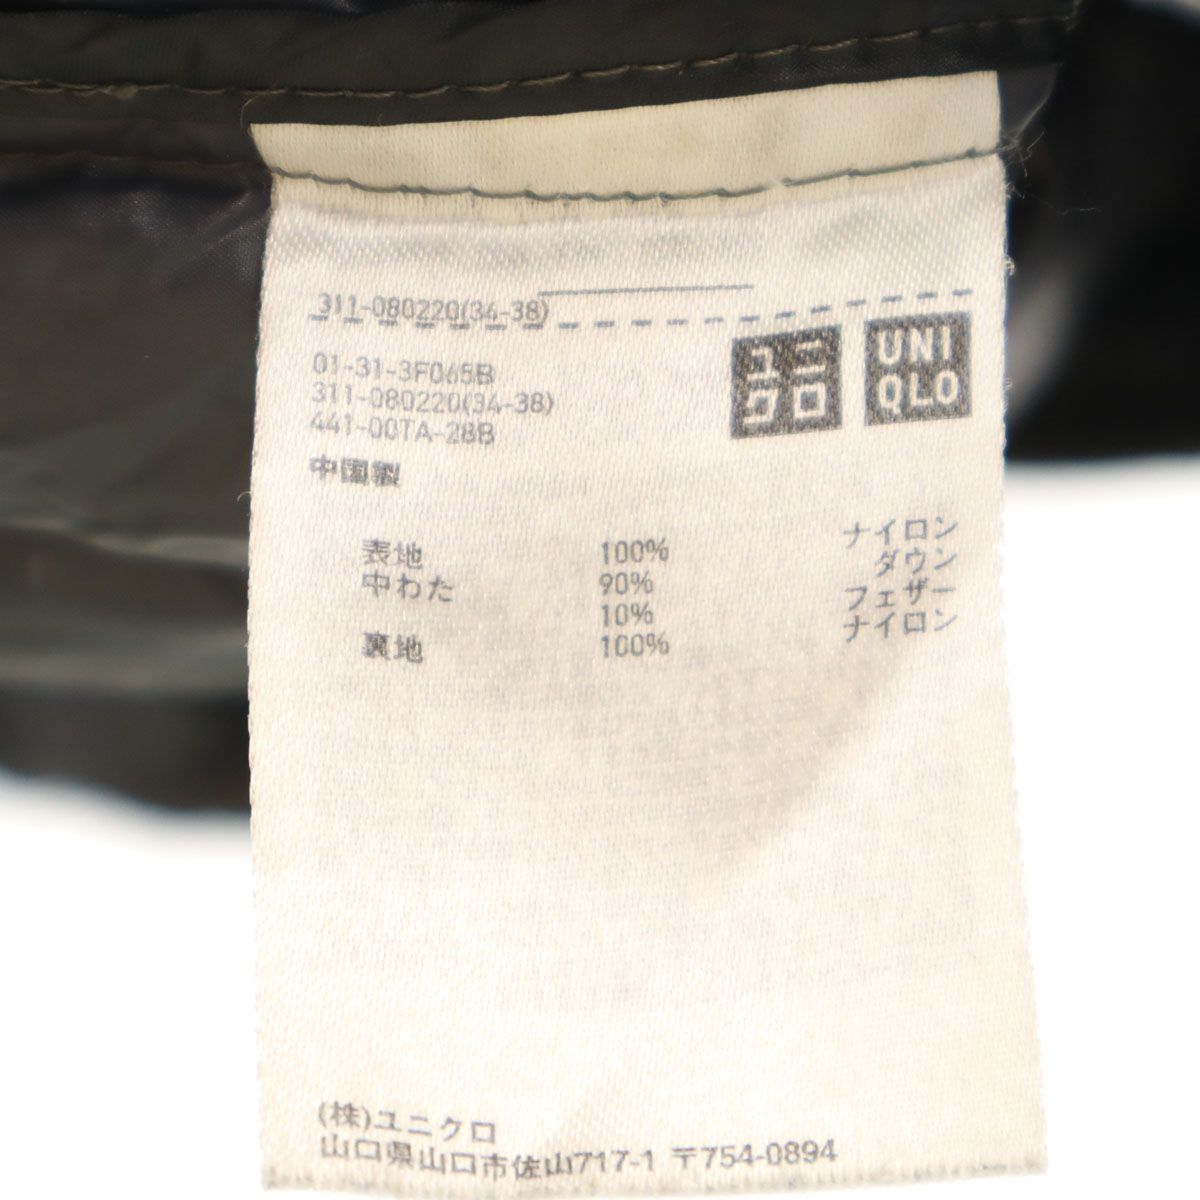 311-080220(34-38)
01-31-3F065B
311-080220(34-38)
441-00TA-28B
中国製
ユニ
クロ
UNI
QLO
表地 100% ナイロン
中わた 90% ダウン
10% フェザー
裏地 100% ナイロン
(株)ユニクロ
山口県山口市佐山717-1 〒754-0894